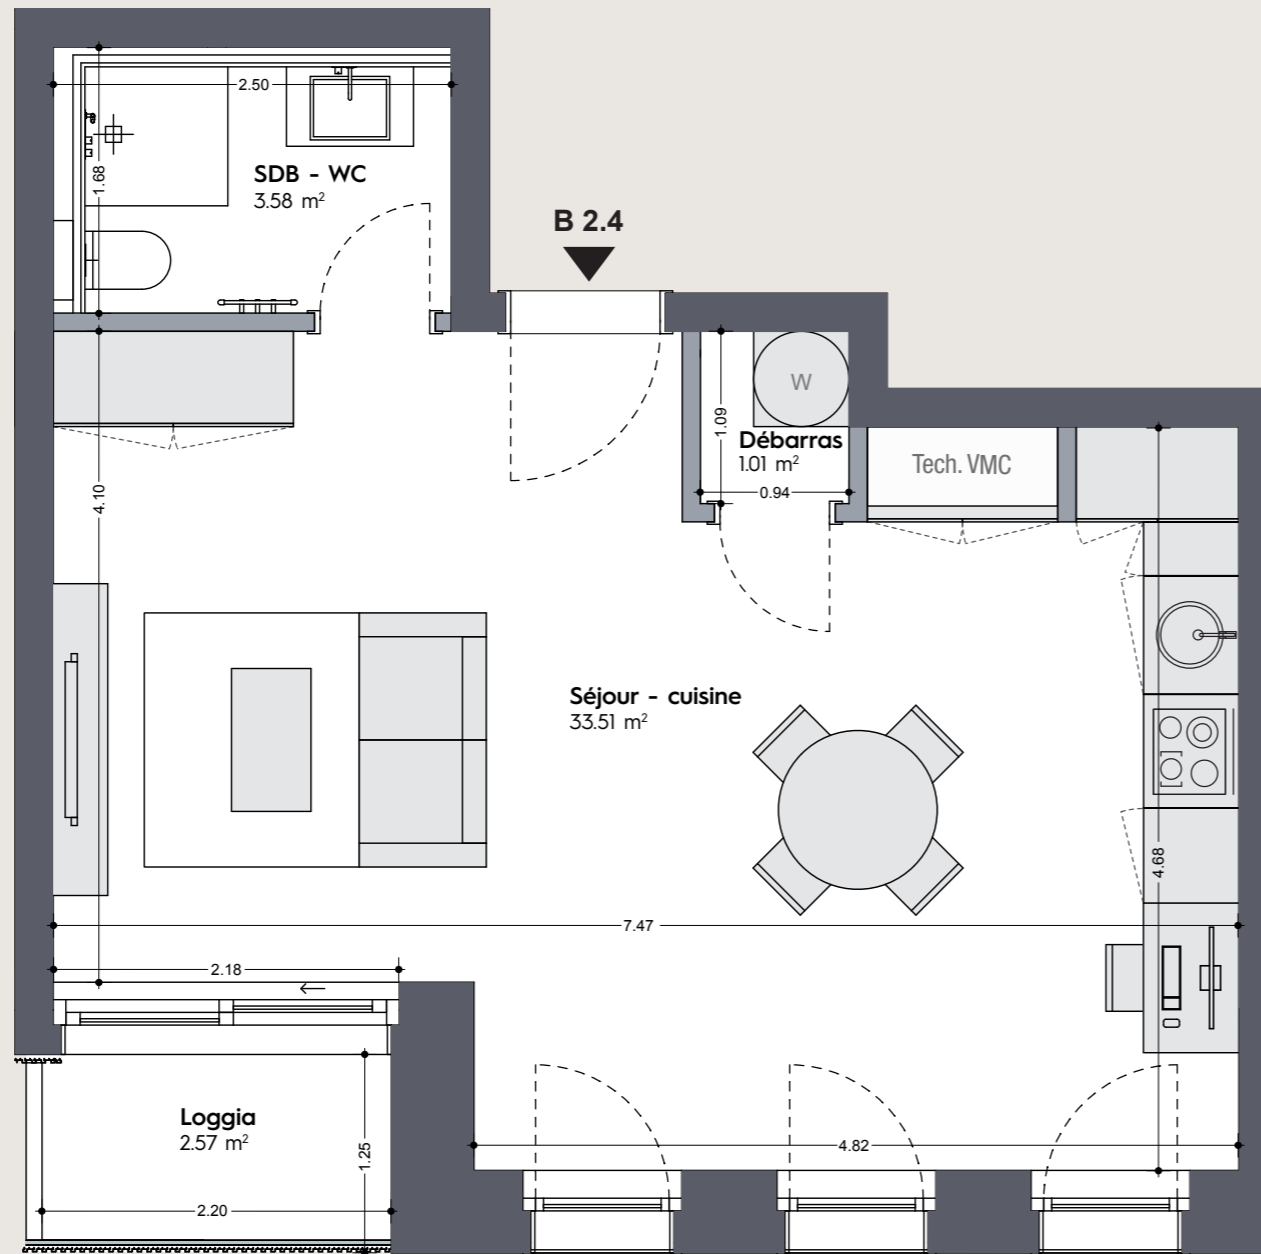 2.50
SDB - WC
3.58 m²
1.68
B 2.4
W
1.09
Débarras
1.01 m²
0.94
Tech. VMC
4.10
Séjour - cuisine
33.51 m²
4.68
7.47
2.18
Loggia
2.57 m²
1.25
4.82
2.20